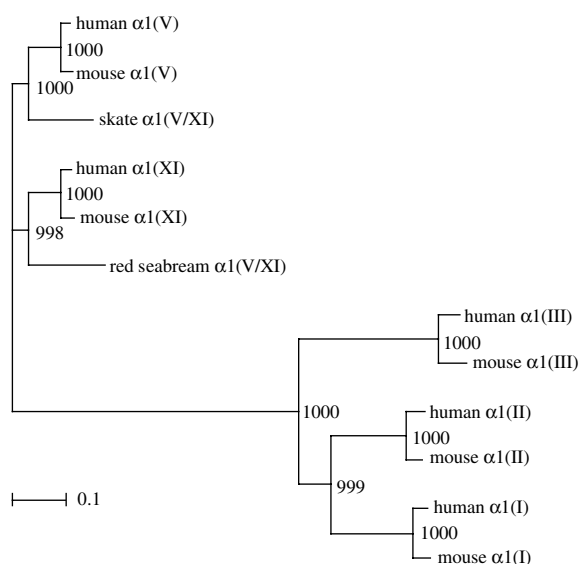 human α1(V)
1000
mouse α1(V)
1000
skate α1(V/XI)
human α1(XI)
1000
mouse α1(XI)
998
red seabream α1(V/XI)
human α1(III)
1000
mouse α1(III)
1000
human α1(II)
1000
mouse α1(II)
999
0.1
human α1(I)
1000
mouse α1(I)